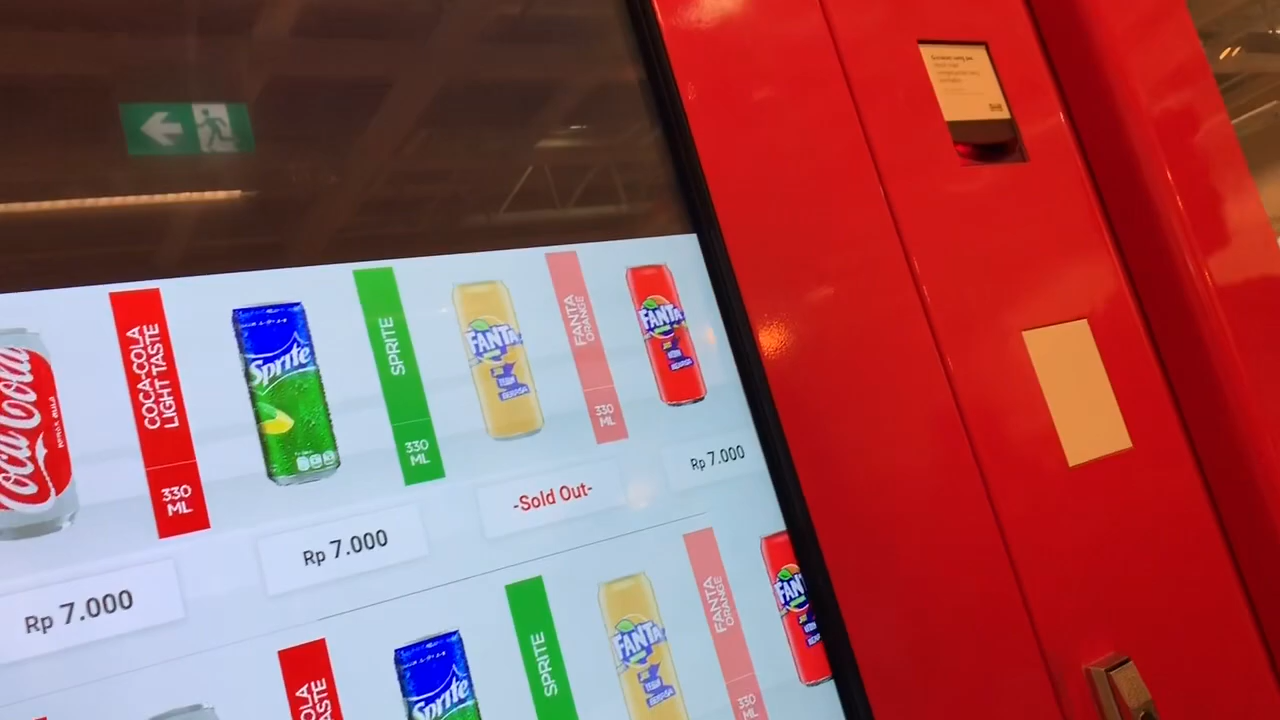 Coca Cola
COCA-COLA
LIGHT TASTE
330
ML
Rp 7.000
Sprite
SPRITE
330
ML
Rp 7.000
FANTA
FANTA
ORANGE
330
ML
-Sold Out-
FANTA
Rp 7.000
OLA
ASTE
Sprite
SPRITE
FANTA
FANTA
ORANGE
330
ML
FAN